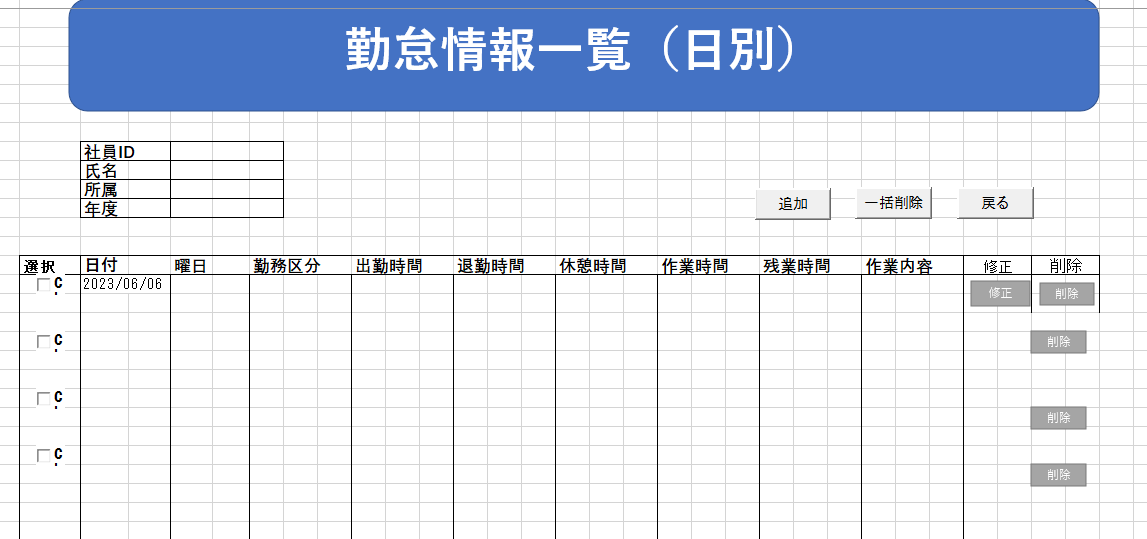 勤怠情報一覧（日別）
社員ID
氏名
所属
年度
追加 一括削除 戻る
選択 日付 曜日 勤務区分 出勤時間 退勤時間 休憩時間 作業時間 残業時間 作業内容 修正 削除
C 2023/06/06 修正 削除
C 削除
C
削除
C
削除